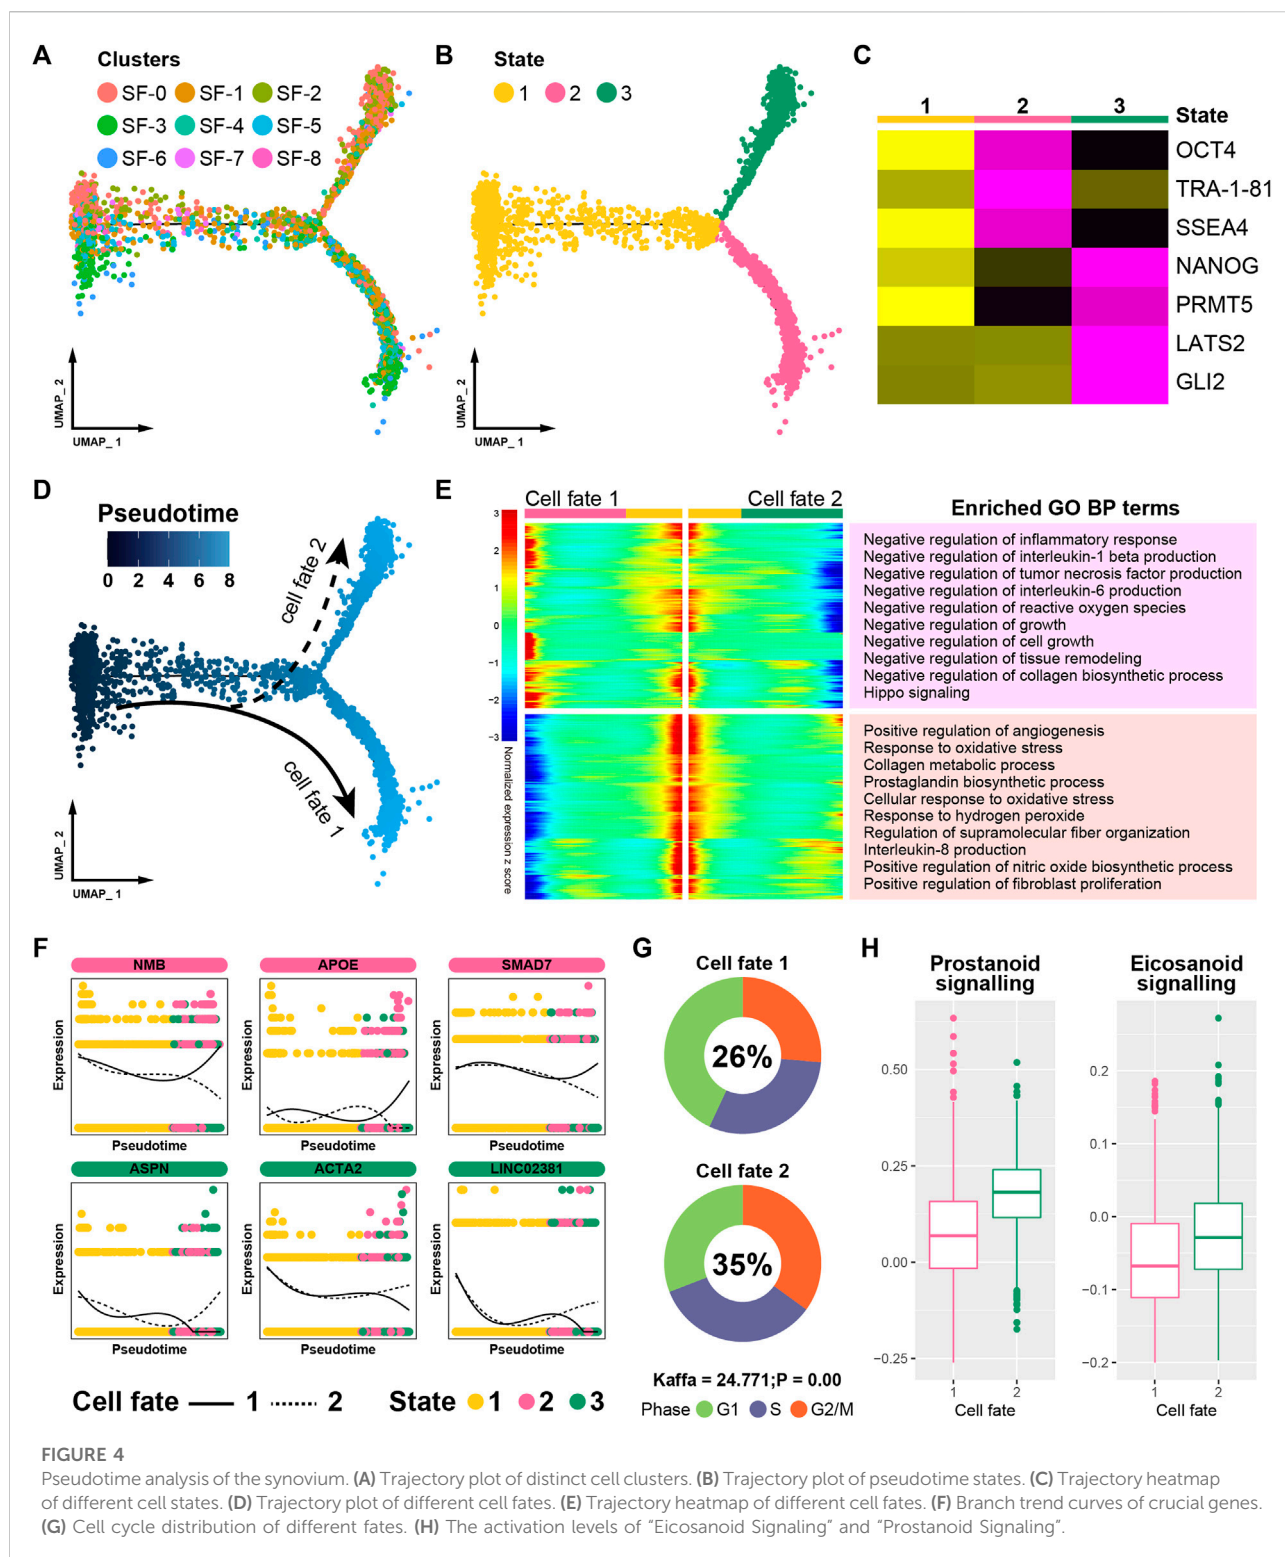 A
Clusters
SF-0 SF-1 SF-2
SF-3 SF-4 SF-5
SF-6 SF-7 SF-8
UMAP_2
UMAP_1
B
State
1 2 3
UMAP_2
UMAP_1
C
1 2 3 State
OCT4
TRA-1-81
SSEA4
NANOG
PRMT5
LATS2
GLI2
D
Pseudotime
0 2 4 6 8
cell fate 2
cell fate 1
UMAP_2
UMAP_1
E
Cell fate 1 Cell fate 2
3
2
1
0
−1
−2
−3
Normalized expression z score
Enriched GO BP terms
Negative regulation of inflammatory response
Negative regulation of interleukin-1 beta production
Negative regulation of tumor necrosis factor production
Negative regulation of interleukin-6 production
Negative regulation of reactive oxygen species
Negative regulation of growth
Negative regulation of cell growth
Negative regulation of tissue remodeling
Negative regulation of collagen biosynthetic process
Hippo signaling
Positive regulation of angiogenesis
Response to oxidative stress
Collagen metabolic process
Prostaglandin biosynthetic process
Cellular response to oxidative stress
Response to hydrogen peroxide
Regulation of supramolecular fiber organization
Interleukin-8 production
Positive regulation of nitric oxide biosynthetic process
Positive regulation of fibroblast proliferation
F
NMB APOE SMAD7
Expression Expression Expression
Pseudotime Pseudotime Pseudotime
ASPN ACTA2 LINC02381
Expression Expression Expression
Pseudotime Pseudotime Pseudotime
Cell fate 1 2 State 1 2 3
G
Cell fate 1
26%
Cell fate 2
35%
Kaffa = 24.771;P = 0.00
Phase G1 S G2/M
H
Prostanoid
signalling
0.50
0.25
0.00
−0.25
1 2
Cell fate
Eicosanoid
signalling
0.2
0.1
0.0
−0.1
−0.2
1 2
Cell fate
FIGURE 4
Pseudotime analysis of the synovium. (A) Trajectory plot of distinct cell clusters. (B) Trajectory plot of pseudotime states. (C) Trajectory heatmap
of different cell states. (D) Trajectory plot of different cell fates. (E) Trajectory heatmap of different cell fates. (F) Branch trend curves of crucial genes.
(G) Cell cycle distribution of different fates. (H) The activation levels of “Eicosanoid Signaling” and “Prostanoid Signaling”.